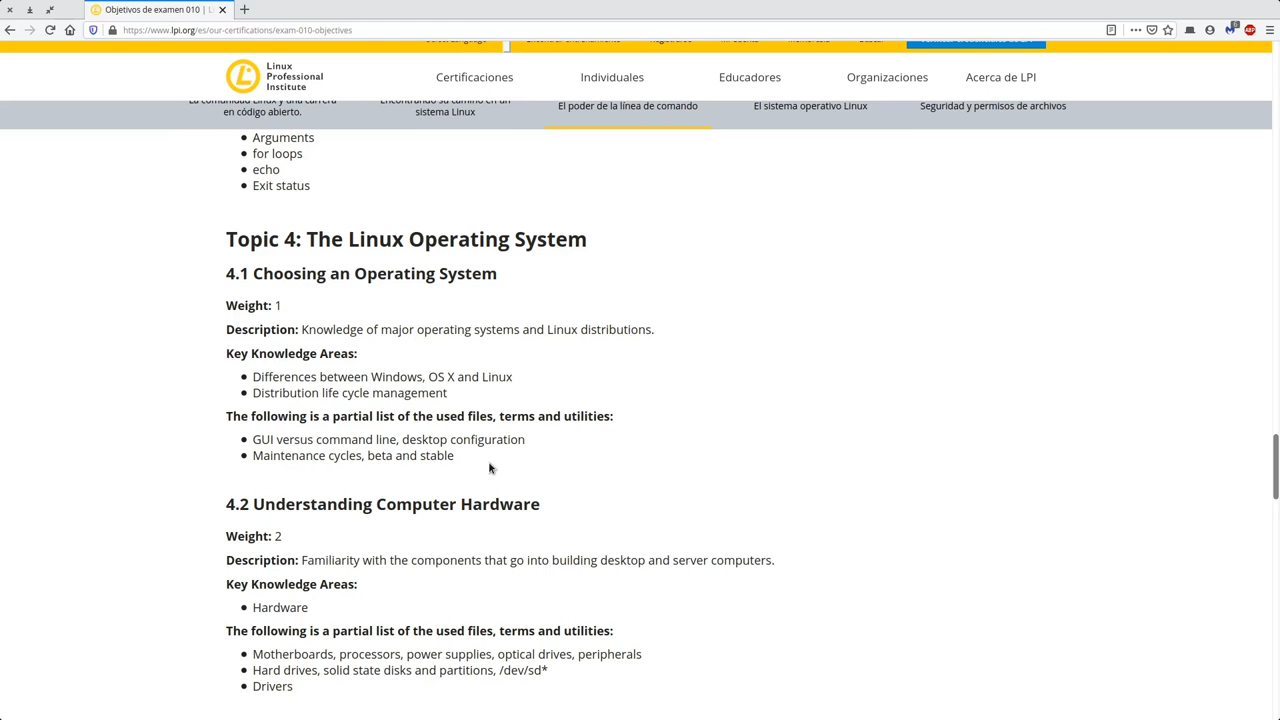 Objetivos de examen 010 | L
https://www.lpi.org/es/our-certifications/exam-010-objectives
6
ABP
Linux
Professional
Institute
Certificaciones
Individuales
Educadores
Organizaciones
Acerca de LPI
La comunidad Linux y una carrera
en código abierto.
Encontrando su camino en un
sistema Linux
El poder de la línea de comando
El sistema operativo Linux
Seguridad y permisos de archivos
Arguments
for loops
echo
Exit status
Topic 4: The Linux Operating System
4.1 Choosing an Operating System
Weight: 1
Description: Knowledge of major operating systems and Linux distributions.
Key Knowledge Areas:
Differences between Windows, OS X and Linux
Distribution life cycle management
The following is a partial list of the used files, terms and utilities:
GUI versus command line, desktop configuration
Maintenance cycles, beta and stable
4.2 Understanding Computer Hardware
Weight: 2
Description: Familiarity with the components that go into building desktop and server computers.
Key Knowledge Areas:
Hardware
The following is a partial list of the used files, terms and utilities:
Motherboards, processors, power supplies, optical drives, peripherals
Hard drives, solid state disks and partitions, /dev/sd*
Drivers